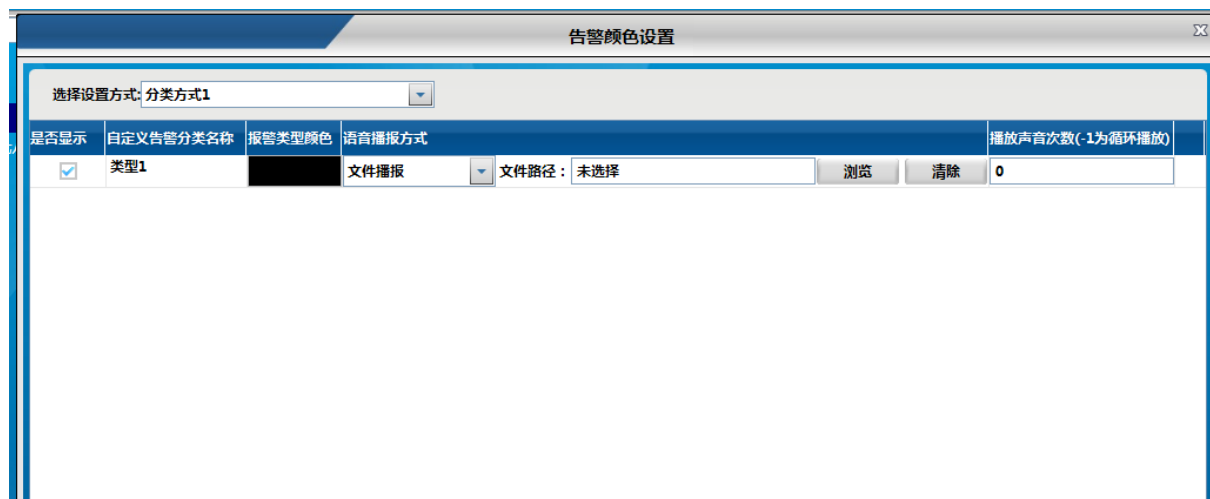 告警颜色设置
选择设置方式: 分类方式1
是否显示 自定义告警分类名称 报警类型颜色 语音播报方式 播放声音次数(-1为循环播放)
类型1 文件播报 文件路径： 未选择 浏览 清除 0